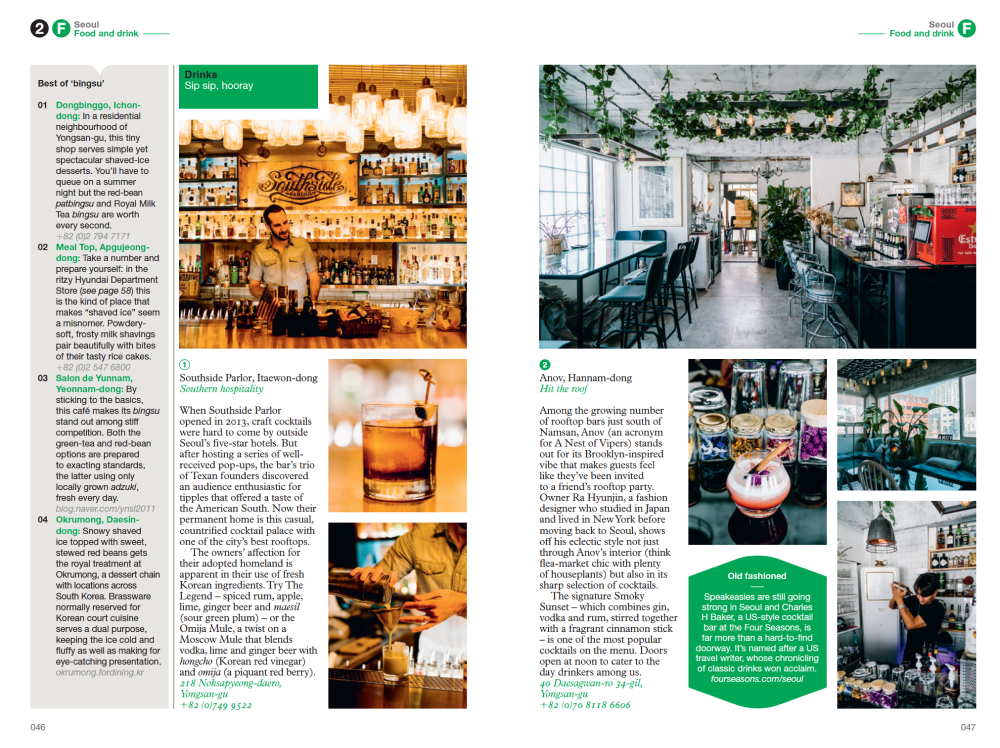 2 F Seoul
Food and drink
Seoul
Food and drink F
Best of ‘bingsu’
01 Dongbinggo, Ichon-
dong: In a residential
neighbourhood of
Yongsan-gu, this tiny
shop serves simple yet
spectacular shaved-ice
desserts. You’ll have to
queue on a summer
night but the red-bean
patbingsu and Royal Milk
Tea bingsu are worth
every second.
+82 (0)2 794 7171
02 Meal Top, Apgujeong-
dong: Take a number and
prepare yourself: in the
ritzy Hyundai Department
Store (see page 58) this
is the kind of place that
makes “shaved ice” seem
a misnomer. Powdery-
soft, frosty milk shavings
pair beautifully with bites
of their tasty rice cakes.
+82 (0)2 547 6800
03 Salon de Yunnam,
Yeonnam-dong: By
sticking to the basics,
this café makes its bingsu
stand out among stiff
competition. Both the
green-tea and red-bean
options are prepared
to exacting standards,
the latter using only
locally grown adzuki,
fresh every day.
blog.naver.com/ynsl2011
04 Okrumong, Daesin-
dong: Snowy shaved
ice topped with sweet,
stewed red beans gets
the royal treatment at
Okrumong, a dessert chain
with locations across
South Korea. Brassware
normally reserved for
Korean court cuisine
serves a dual purpose,
keeping the ice cold and
fluffy as well as making for
eye-catching presentation.
okrumong.fordining.kr
Drinks
Sip sip, hooray
Southside
PARLOR
1
Southside Parlor, Itaewon-dong
Southern hospitality
When Southside Parlor
opened in 2013, craft cocktails
were hard to come by outside
Seoul’s five-star hotels. But
after hosting a series of well-
received pop-ups, the bar’s trio
of Texan founders discovered
an audience enthusiastic for
tipples that offered a taste of
the American South. Now their
permanent home is this casual,
countrified cocktail palace with
one of the city’s best rooftops.
The owners’ affection for
their adopted homeland is
apparent in their use of fresh
Korean ingredients. Try The
Legend – spiced rum, apple,
lime, ginger beer and maesil
(sour green plum) – or the
Omija Mule, a twist on a
Moscow Mule that blends
vodka, lime and ginger beer with
hongcho (Korean red vinegar)
and omija (a piquant red berry).
218 Noksapyeong-daero,
Yongsan-gu
+82 (0)749 9522
2
Anov, Hannam-dong
Hit the roof
Among the growing number
of rooftop bars just south of
Namsan, Anov (an acronym
for A Nest of Vipers) stands
out for its Brooklyn-inspired
vibe that makes guests feel
like they’ve been invited
to a friend’s rooftop party.
Owner Ra Hyunjin, a fashion
designer who studied in Japan
and lived in New York before
moving back to Seoul, shows
off his eclectic style not just
through Anov’s interior (think
flea-market chic with plenty
of houseplants) but also in its
sharp selection of cocktails.
The signature Smoky
Sunset – which combines gin,
vodka and rum, stirred together
with a fragrant cinnamon stick
– is one of the most popular
cocktails on the menu. Doors
open at noon to cater to the
day drinkers among us.
40 Daesagwan-ro 34-gil,
Yongsan-gu
+82 (0)70 8118 6606
ANOV
Old fashioned
Speakeasies are still going
strong in Seoul and Charles
H Baker, a US-style cocktail
bar at the Four Seasons, is
far more than a hard-to-find
doorway. It’s named after a US
travel writer, whose chronicling
of classic drinks won acclaim.
fourseasons.com/seoul
046
047